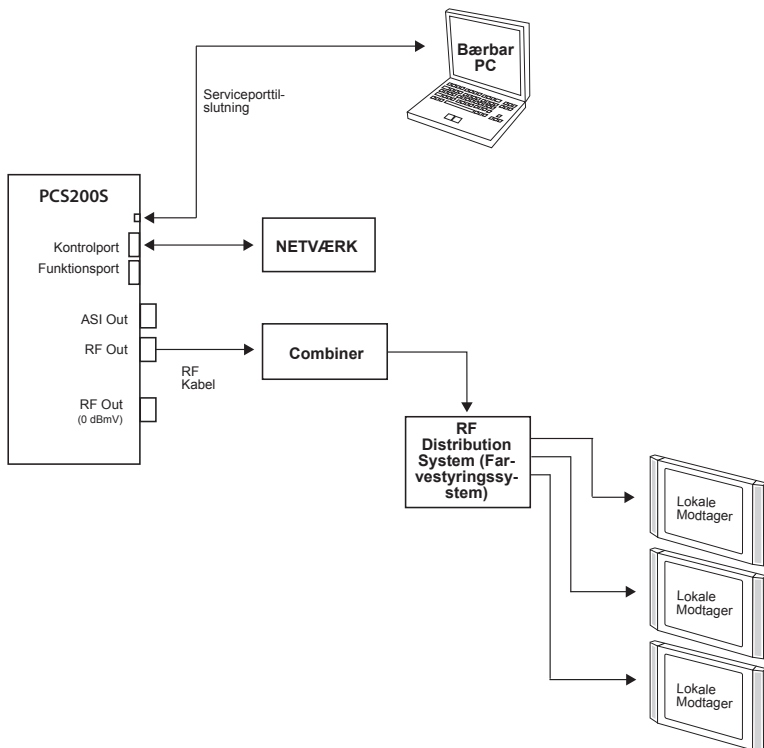 Bærbar
PC
Serviceporttil-
slutning
PCS200S
Kontrolport
Funktionsport
ASI Out
RF Out
RF Out
(0 dBmV)
NETVÆRK
RF
Kabel
Combiner
RF
Distribution
System (Far-
vestyringssy-
stem)
Lokale
Modtager
Lokale
Modtager
Lokale
Modtager